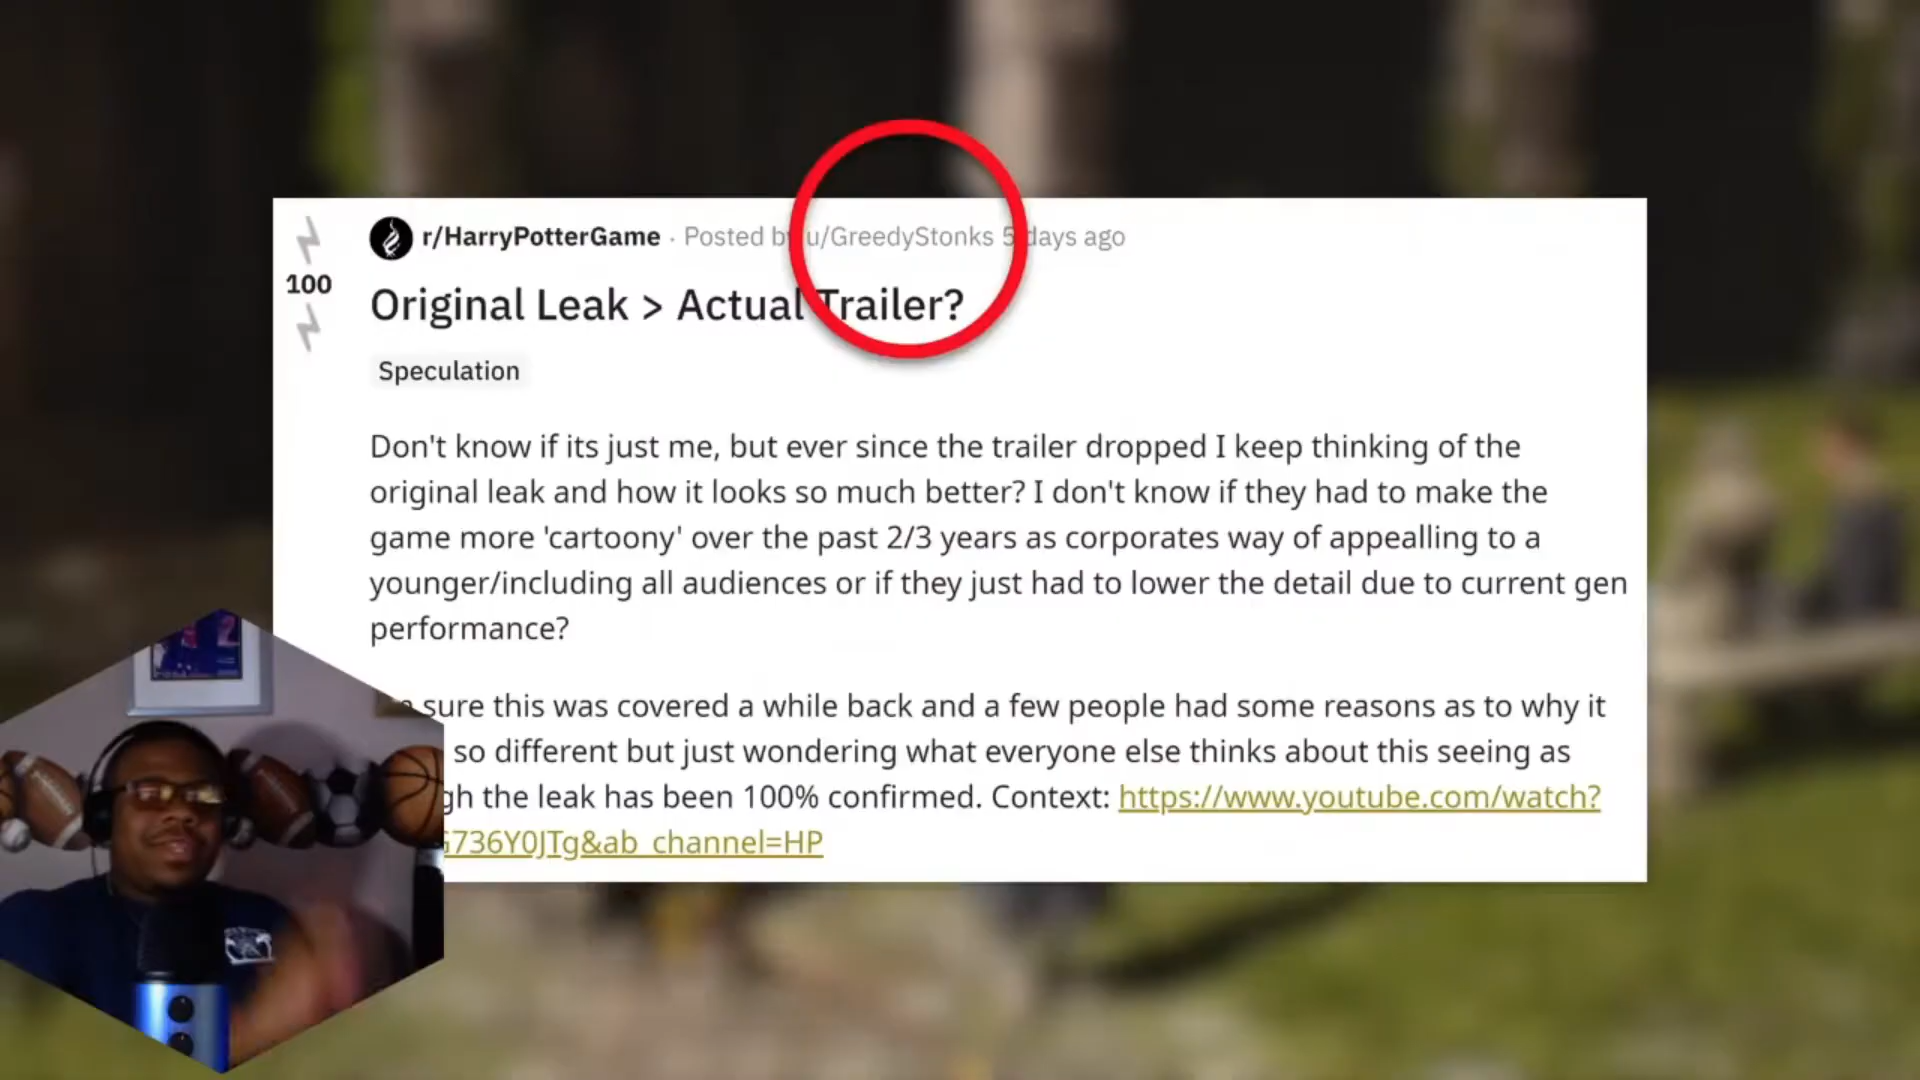 r/HarryPotterGame · Posted by u/GreedyStonks 5 days ago
100
Original Leak > Actual Trailer?
Speculation
Don't know if its just me, but ever since the trailer dropped I keep thinking of the
original leak and how it looks so much better? I don't know if they had to make the
game more 'cartoony' over the past 2/3 years as corporates way of appealling to a
younger/including all audiences or if they just had to lower the detail due to current gen
performance?
sure this was covered a while back and a few people had some reasons as to why it
so different but just wondering what everyone else thinks about this seeing as
the leak has been 100% confirmed. Context: https://www.youtube.com/watch?
736Y0JTg&ab_channel=HP